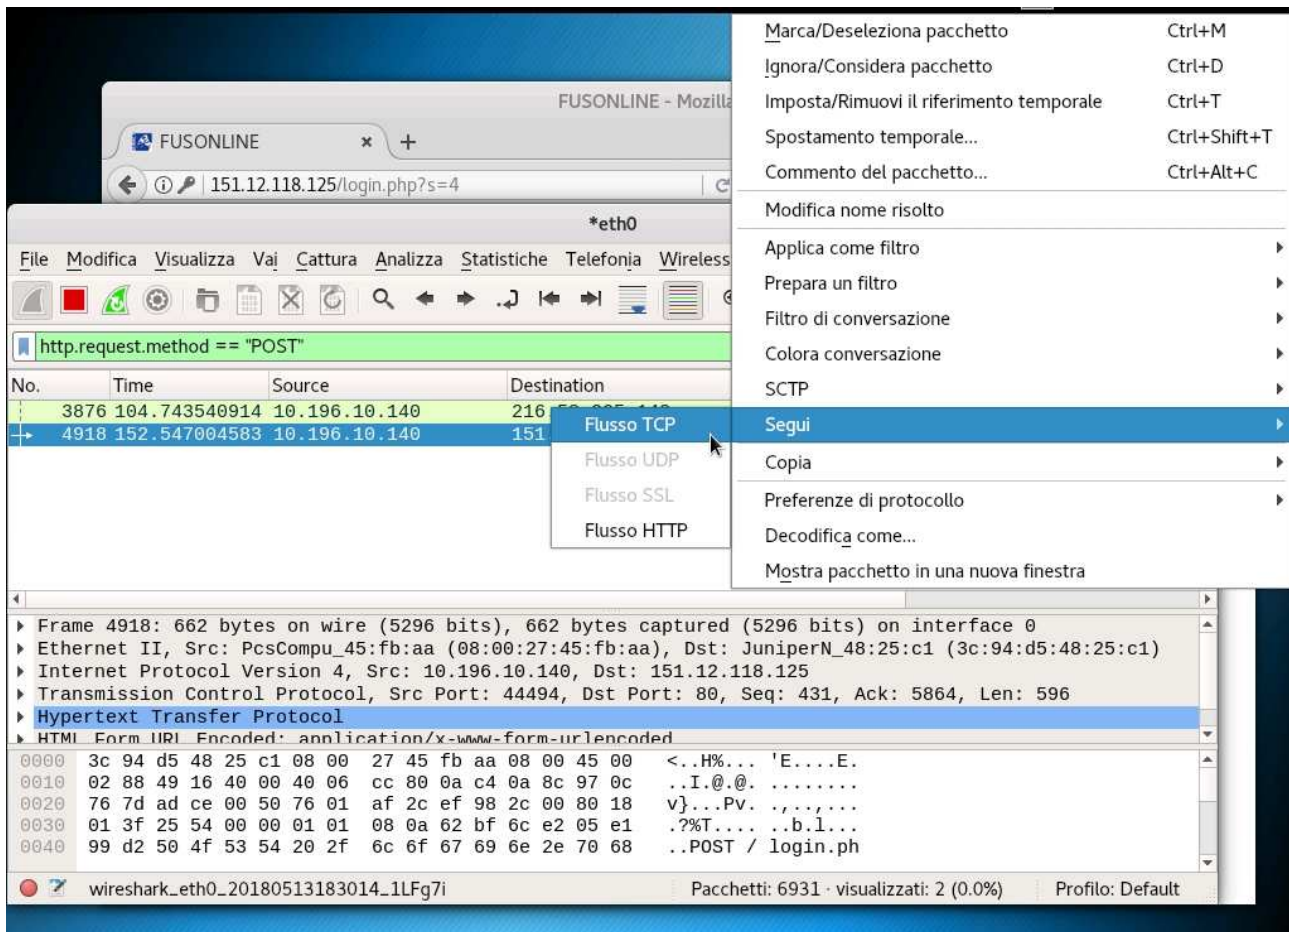 Marca/Deseleziona pacchetto Ctrl+M
Ignora/Considera pacchetto Ctrl+D
Imposta/Rimuovi il riferimento temporale Ctrl+T
Spostamento temporale... Ctrl+Shift+T
Commento del pacchetto... Ctrl+Alt+C
Modifica nome risolto
Applica come filtro
Prepara un filtro
Filtro di conversazione
Colora conversazione
SCTP
Segui
Copia
Preferenze di protocollo
Decodifica come...
Mostra pacchetto in una nuova finestra
Flusso TCP
Flusso UDP
Flusso SSL
Flusso HTTP
FUSONLINE - Mozilla
FUSONLINE
151.12.118.125/login.php?s=4
*eth0
File Modifica Visualizza Vai Cattura Analizza Statistiche Telefonia Wireless
http.request.method == "POST"
No. Time Source Destination
3876 104.743540914 10.196.10.140 216
4918 152.547004583 10.196.10.140 151
Frame 4918: 662 bytes on wire (5296 bits), 662 bytes captured (5296 bits) on interface 0
Ethernet II, Src: PcsCompu_45:fb:aa (08:00:27:45:fb:aa), Dst: JuniperN_48:25:c1 (3c:94:d5:48:25:c1)
Internet Protocol Version 4, Src: 10.196.10.140, Dst: 151.12.118.125
Transmission Control Protocol, Src Port: 44494, Dst Port: 80, Seq: 431, Ack: 5864, Len: 596
Hypertext Transfer Protocol
HTML Form URL Encoded: application/x-www-form-urlencoded
0000 3c 94 d5 48 25 c1 08 00 27 45 fb aa 08 00 45 00 <..H%... 'E....E.
0010 02 88 49 16 40 00 40 06 cc 80 0a c4 0a 8c 97 0c ..I.@.@. ........
0020 76 7d ad ce 00 50 76 01 af 2c ef 98 2c 00 80 18 v}...Pv. .,..,...
0030 01 3f 25 54 00 00 01 01 08 0a 62 bf 6c e2 05 e1 .?%T.... ..b.l...
0040 99 d2 50 4f 53 54 20 2f 6c 6f 67 69 6e 2e 70 68 ..POST / login.ph
wireshark_eth0_20180513183014_1LFg7i Pacchetti: 6931 · visualizzati: 2 (0.0%) Profilo: Default